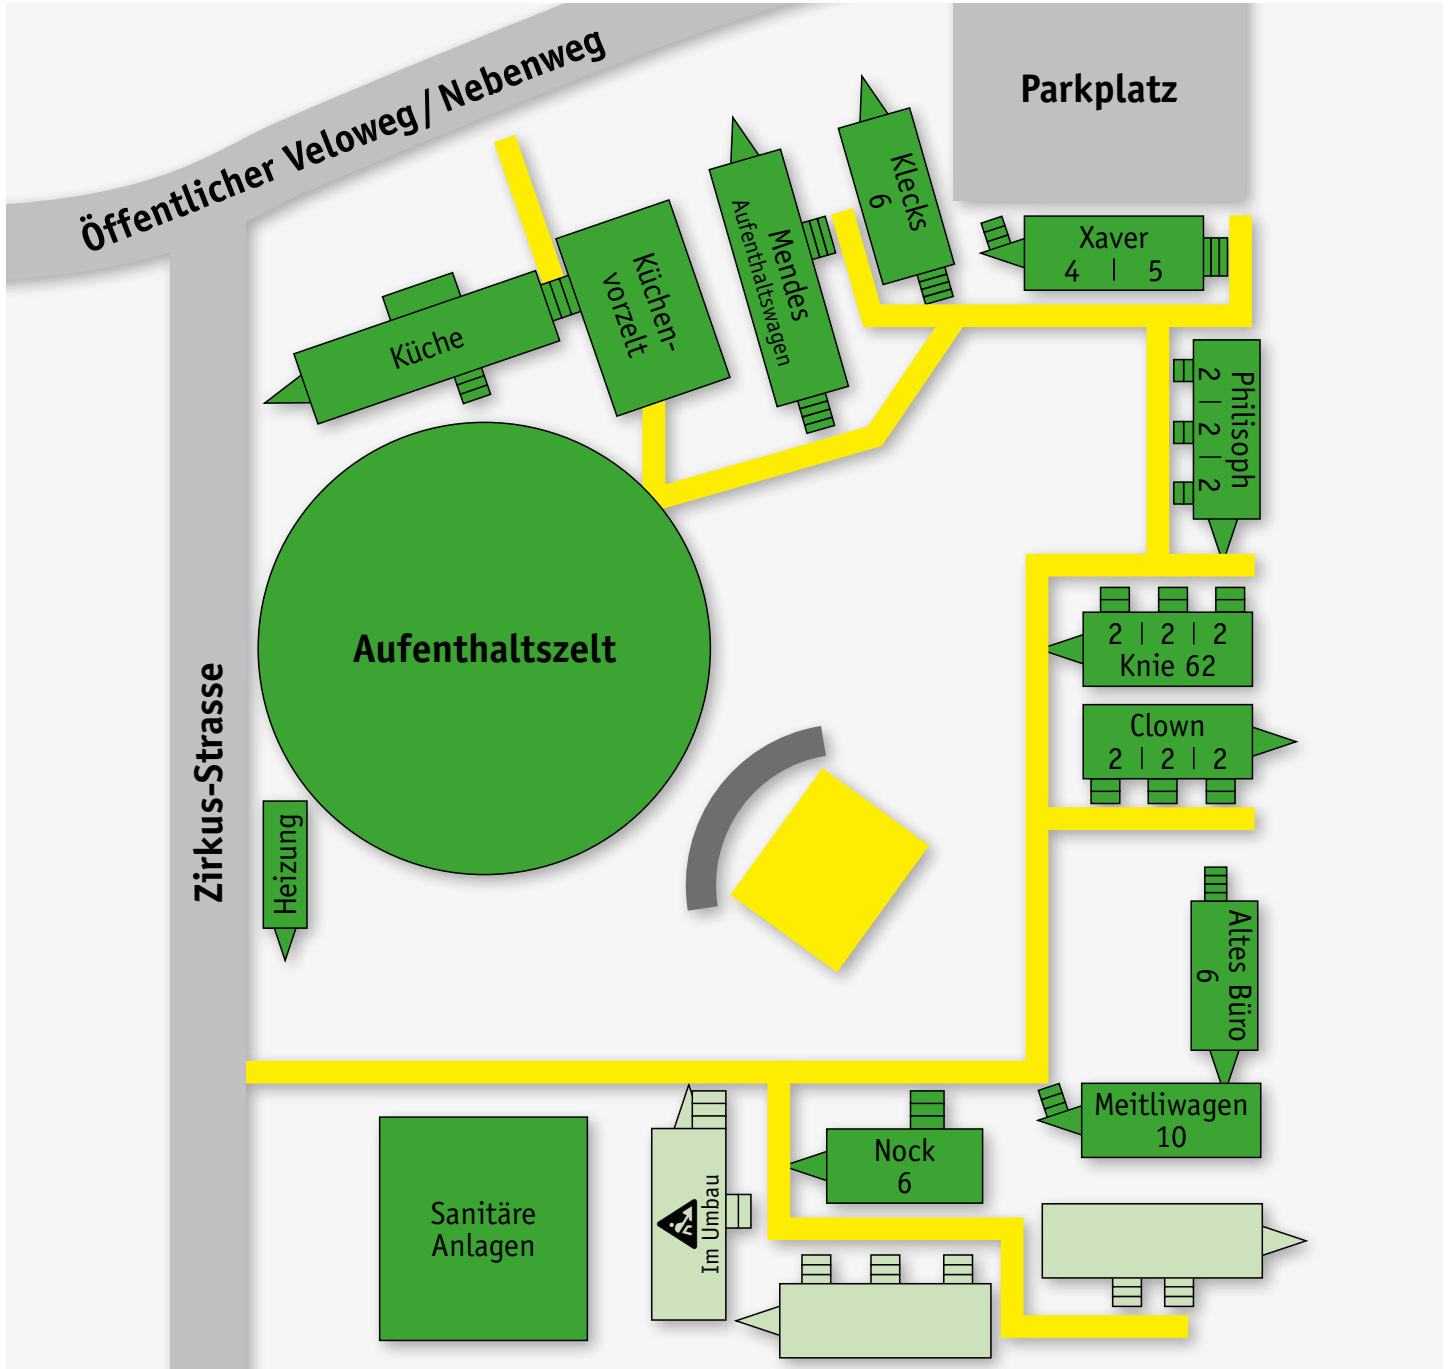 Öffentlicher Veloweg / Nebenweg
Parkplatz
Klecks
6
Mendes
Aufenthaltswagen
Xaver
4 | 5
Küchen-
vorzelt
Küche
Philisoph
2 | 2 | 2
Aufenthaltszelt
2 | 2 | 2
Knie 62
Clown
2 | 2 | 2
Zirkus-Strasse
Heizung
Altes Büro
6
Meitliwagen
10
Nock
6
Im Umbau
Sanitäre
Anlagen